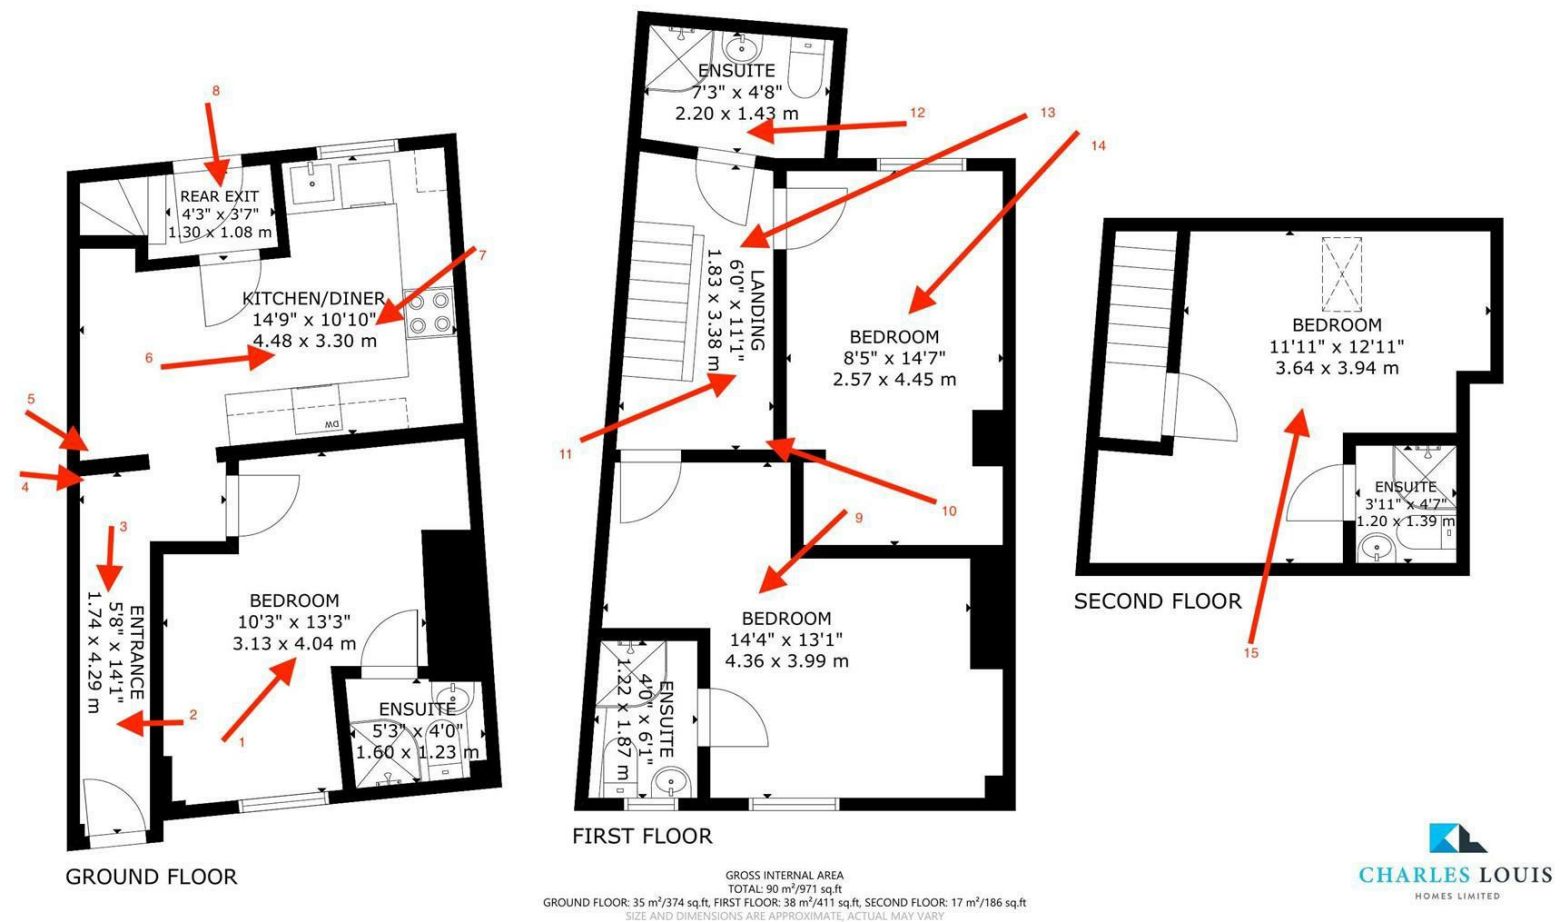 8
REAR EXIT
4'3" x 3'7"
1.30 x 1.08 m
7
KITCHEN/DINER
14'9" x 10'10"
4.48 x 3.30 m
6
5
DW
4
3
ENTRANCE
5'8" x 14'1"
1.74 x 4.29 m
BEDROOM
10'3" x 13'3"
3.13 x 4.04 m
2
1
ENSUITE
5'3" x 4'0"
1.60 x 1.23 m
GROUND FLOOR
ENSUITE
7'3" x 4'8"
2.20 x 1.43 m
12
13
14
LANDING
6'0" x 11'1"
1.83 x 3.38 m
BEDROOM
8'5" x 14'7"
2.57 x 4.45 m
11
10
9
BEDROOM
14'4" x 13'1"
4.36 x 3.99 m
ENSUITE
4'0" x 6'1"
1.22 x 1.87 m
FIRST FLOOR
BEDROOM
11'11" x 12'11"
3.64 x 3.94 m
ENSUITE
3'11" x 4'7"
1.20 x 1.39 m
SECOND FLOOR
15
GROSS INTERNAL AREA
TOTAL: 90 m²/971 sq.ft
GROUND FLOOR: 35 m²/374 sq.ft, FIRST FLOOR: 38 m²/411 sq.ft, SECOND FLOOR: 17 m²/186 sq.ft
SIZE AND DIMENSIONS ARE APPROXIMATE, ACTUAL MAY VARY
CHARLES LOUIS
HOMES LIMITED